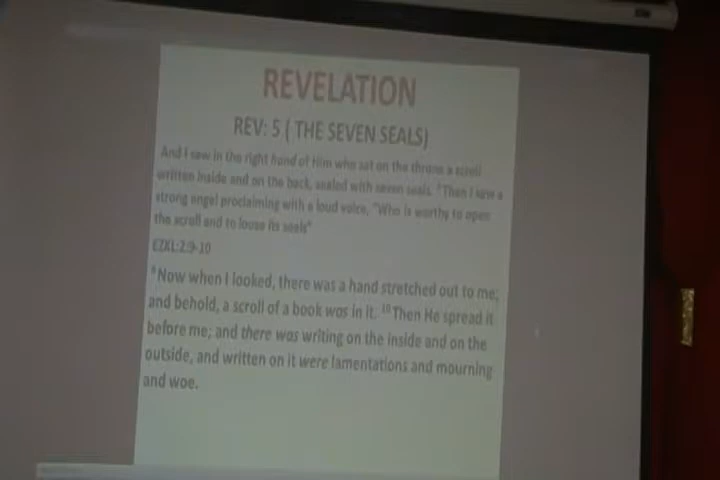 REVELATION
REV: 5 ( THE SEVEN SEALS)
And I saw in the right hand of Him who sat on the throne a scroll
written inside and on the back, sealed with seven seals. ²Then I saw a
strong angel proclaiming with a loud voice, "Who is worthy to open
the scroll and to loose its seals"
EZXL:2:9-10
⁹Now when I looked, there was a hand stretched out to me;
and behold, a scroll of a book was in it. ¹⁰Then He spread it
before me; and there was writing on the inside and on the
outside, and written on it were lamentations and mourning
and woe.